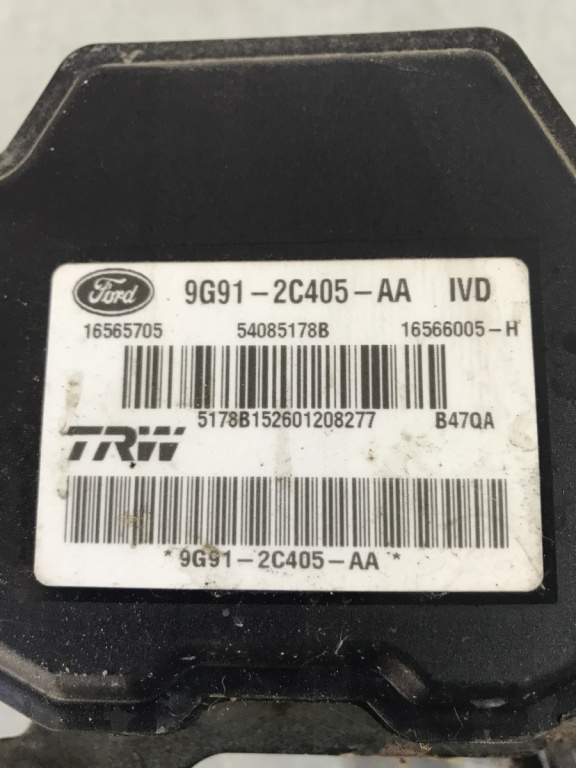 Ford 9G91-2C405-AA IVD
16565705 54085178B 16566005-H
5178B152601208277 B47QA
TRW
*9G91-2C405-AA*